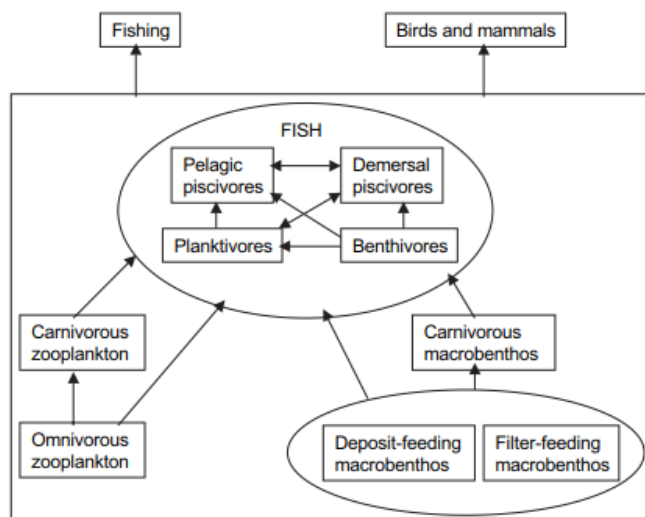 Fishing
Birds and mammals
FISH
Pelagic
piscivores
Demersal
piscivores
Planktivores
Benthivores
Carnivorous
zooplankton
Carnivorous
macrobenthos
Omnivorous
zooplankton
Deposit-feeding
macrobenthos
Filter-feeding
macrobenthos